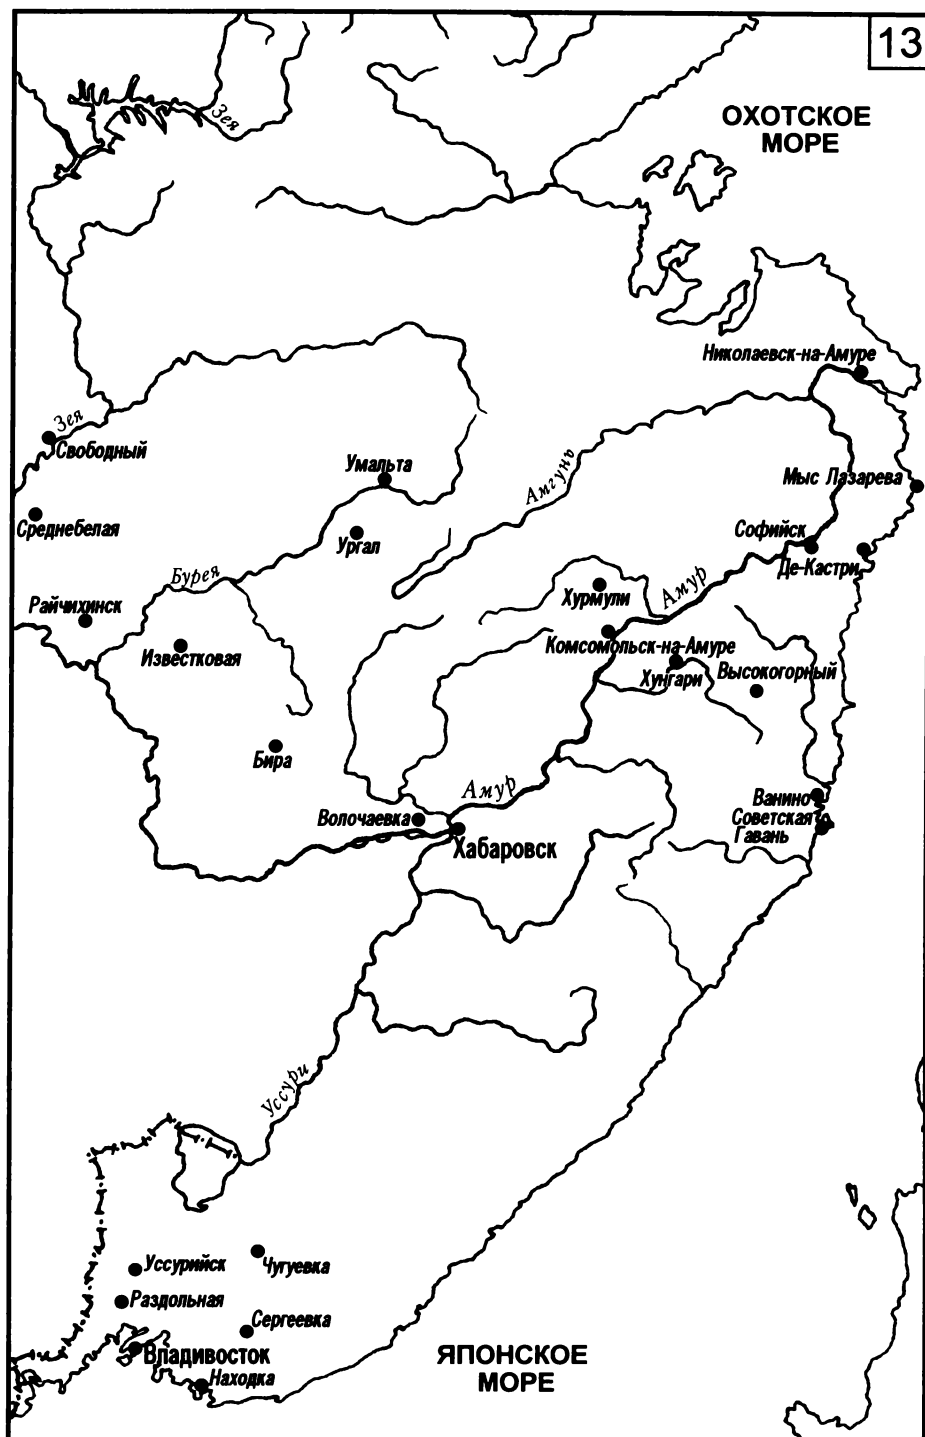 13
Зея
ОХОТСКОЕ
МОРЕ
Николаевск-на-Амуре
Зея
Свободный
Умальта
Амгунь
Мыс Лазарева
Среднебелая
Ургал
Софийск
Де-Кастри
Бурея
Хурмули
Амур
Райчихинск
Известковая
Комсомольск-на-Амуре
Хунгари
Высокогорный
Бира
Амур
Ванино
Волочаевка
Советская
Гавань
Хабаровск
Уссури
Уссурийск
Чугуевка
Раздольная
Сергеевка
Владивосток
ЯПОНСКОЕ
МОРЕ
Находка